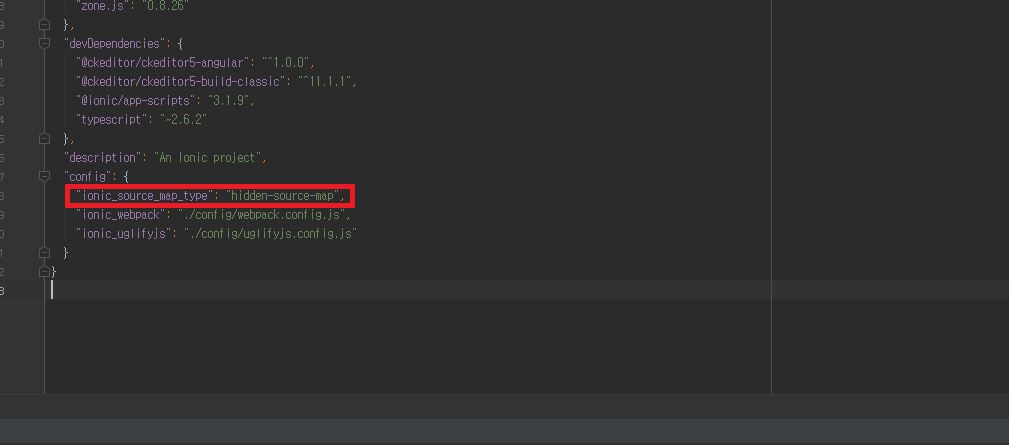 8 "zone.js": "0.8.26"
9 },
0 "devDependencies": {
1 "@ckeditor/ckeditor5-angular": "^1.0.0",
2 "@ckeditor/ckeditor5-build-classic": "^11.1.1",
3 "@ionic/app-scripts": "3.1.9",
4 "typescript": "~2.6.2"
5 },
6 "description": "An Ionic project",
7 "config": {
8 "ionic_source_map_type": "hidden-source-map",
9 "ionic_webpack": "./config/webpack.config.js",
0 "ionic_uglifyjs": "./config/uglifyjs.config.js"
1 }
2 }
3